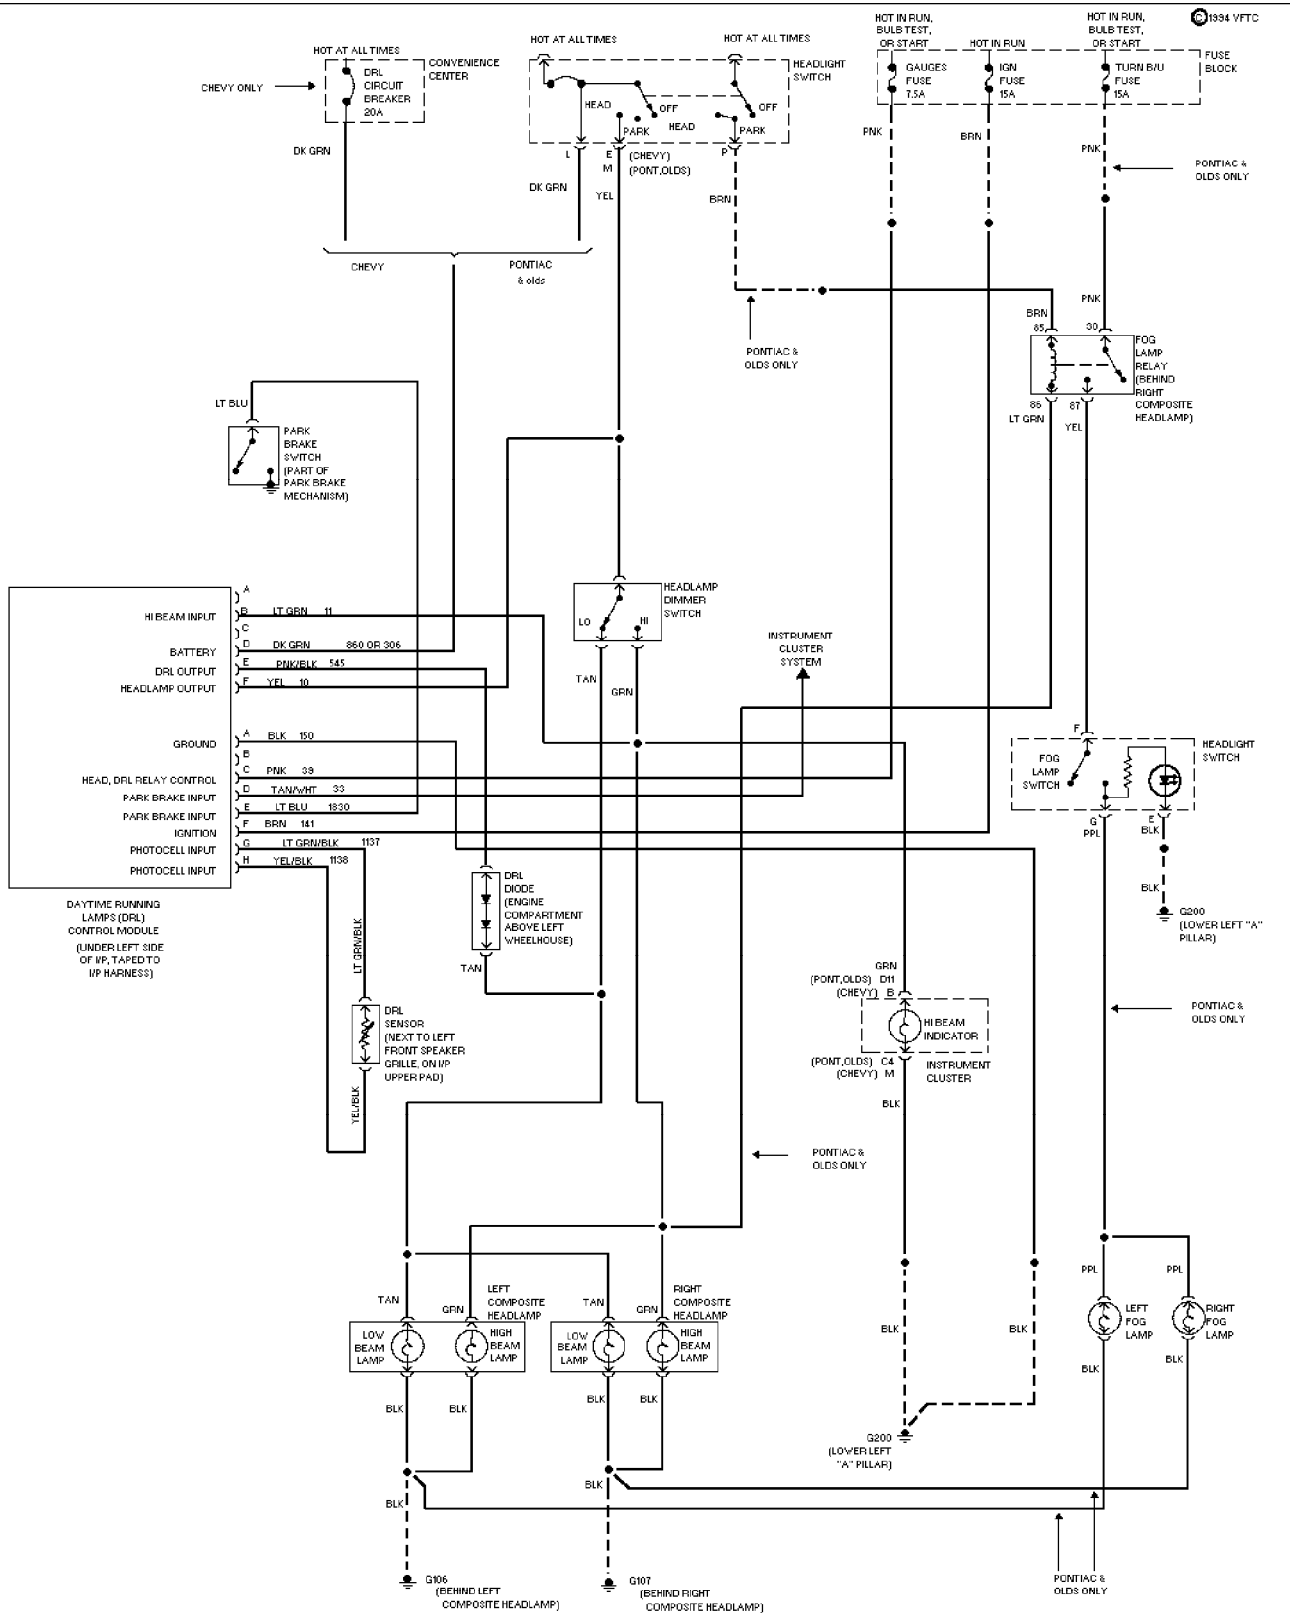 ©1994 VFTC
HOT IN RUN,
BULB TEST,
OR START
HOT IN RUN
HOT IN RUN,
BULB TEST,
OR START
HOT AT ALL TIMES
HOT AT ALL TIMES
HOT AT ALL TIMES
CONVENIENCE
CENTER
CHEVY ONLY
DRL
CIRCUIT
BREAKER
20A
HEADLIGHT
SWITCH
HEAD
OFF
PARK
HEAD
OFF
PARK
GAUGES
FUSE
7.5A
IGN
FUSE
15A
TURN B/U
FUSE
15A
FUSE
BLOCK
DK GRN
L
E
(CHEVY)
M
(PONT,OLDS)
P
DK GRN
YEL
BRN
PNK
BRN
PNK
PONTIAC &
OLDS ONLY
CHEVY
PONTIAC
& olds
PONTIAC &
OLDS ONLY
PNK
BRN
85
30
FOG
LAMP
RELAY
(BEHIND
RIGHT
COMPOSITE
HEADLAMP)
86
87
LT GRN
YEL
LT BLU
PARK
BRAKE
SWITCH
(PART OF
PARK BRAKE
MECHANISM)
HEADLAMP
DIMMER
SWITCH
LO
HI
TAN
GRN
INSTRUMENT
CLUSTER
SYSTEM
A
HI BEAM INPUT B LT GRN 11
C
BATTERY D DK GRN 860 OR 306
DRL OUTPUT E PNK/BLK 545
HEADLAMP OUTPUT F YEL 10
GROUND A BLK 150
B
HEAD, DRL RELAY CONTROL C PNK 39
PARK BRAKE INPUT D TAN/WHT 33
PARK BRAKE INPUT E LT BLU 1830
IGNITION F BRN 141
PHOTOCELL INPUT G LT GRN/BLK 1137
PHOTOCELL INPUT H YEL/BLK 1138
DAYTIME RUNNING
LAMPS (DRL)
CONTROL MODULE
(UNDER LEFT SIDE
OF I/P, TAPED TO
I/P HARNESS)
LT GRN/BLK
DRL
SENSOR
(NEXT TO LEFT
FRONT SPEAKER
GRILLE, ON I/P
UPPER PAD)
YEL/BLK
DRL
DIODE
(ENGINE
COMPARTMENT
ABOVE LEFT
WHEELHOUSE)
TAN
F
HEADLIGHT
SWITCH
FOG
LAMP
SWITCH
G
PPL
E
BLK
BLK
G200
(LOWER LEFT "A"
PILLAR)
GRN
(PONT,OLDS) D11
(CHEVY) B
HI BEAM
INDICATOR
(PONT,OLDS) C4
(CHEVY) M
INSTRUMENT
CLUSTER
BLK
PONTIAC &
OLDS ONLY
PONTIAC &
OLDS ONLY
TAN
GRN
LEFT
COMPOSITE
HEADLAMP
LOW
BEAM
LAMP
HIGH
BEAM
LAMP
TAN
GRN
RIGHT
COMPOSITE
HEADLAMP
LOW
BEAM
LAMP
HIGH
BEAM
LAMP
BLK
BLK
BLK
BLK
BLK
BLK
PPL
PPL
LEFT
FOG
LAMP
RIGHT
FOG
LAMP
BLK
BLK
G200
(LOWER LEFT
"A" PILLAR)
BLK
BLK
G106
(BEHIND LEFT
COMPOSITE HEADLAMP)
G107
(BEHIND RIGHT
COMPOSITE HEADLAMP)
PONTIAC &
OLDS ONLY